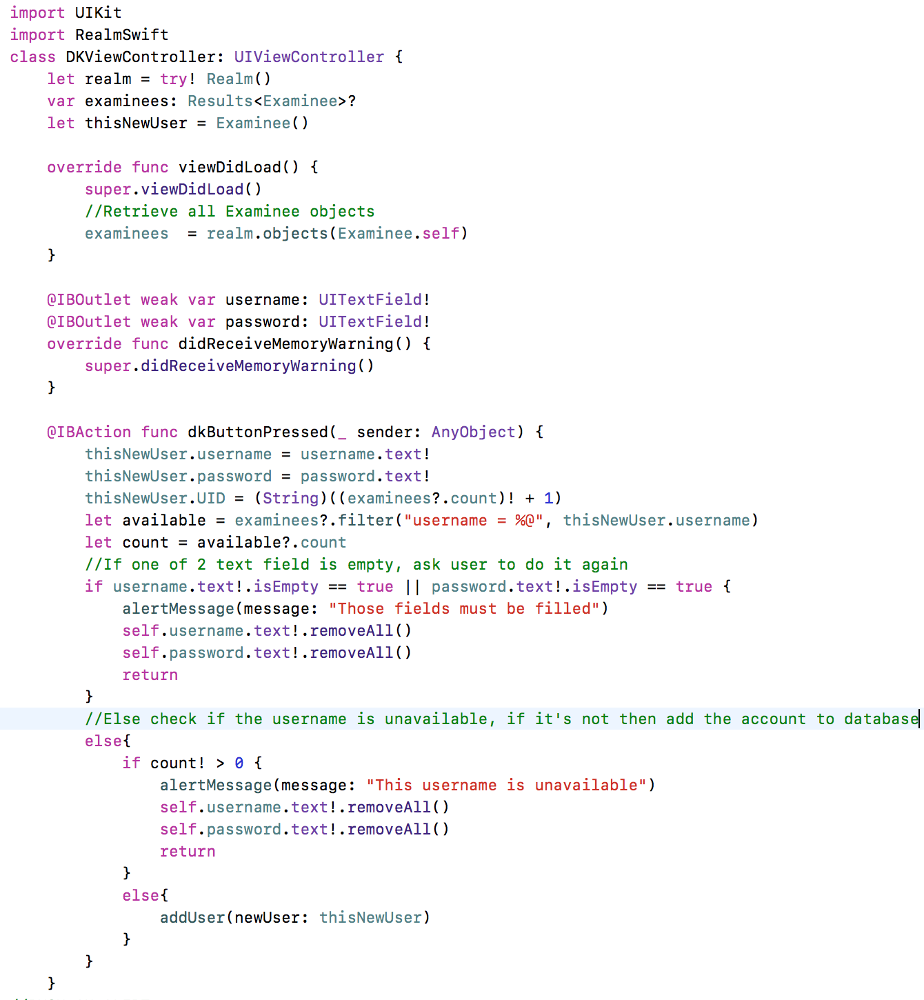 import UIKit
import RealmSwift
class DKViewController: UIViewController {
    let realm = try! Realm()
    var examinees: Results<Examinee>?
    let thisNewUser = Examinee()

    override func viewDidLoad() {
        super.viewDidLoad()
        //Retrieve all Examinee objects
        examinees  = realm.objects(Examinee.self)
    }

    @IBOutlet weak var username: UITextField!
    @IBOutlet weak var password: UITextField!
    override func didReceiveMemoryWarning() {
        super.didReceiveMemoryWarning()
    }

    @IBAction func dkButtonPressed(_ sender: AnyObject) {
        thisNewUser.username = username.text!
        thisNewUser.password = password.text!
        thisNewUser.UID = (String)((examinees?.count)! + 1)
        let available = examinees?.filter("username = %@", thisNewUser.username)
        let count = available?.count
        //If one of 2 text field is empty, ask user to do it again
        if username.text!.isEmpty == true || password.text!.isEmpty == true {
            alertMessage(message: "Those fields must be filled")
            self.username.text!.removeAll()
            self.password.text!.removeAll()
            return
        }
        //Else check if the username is unavailable, if it's not then add the account to database
        else{
            if count! > 0 {
                alertMessage(message: "This username is unavailable")
                self.username.text!.removeAll()
                self.password.text!.removeAll()
                return
            }
            else{
                addUser(newUser: thisNewUser)
            }
        }
    }